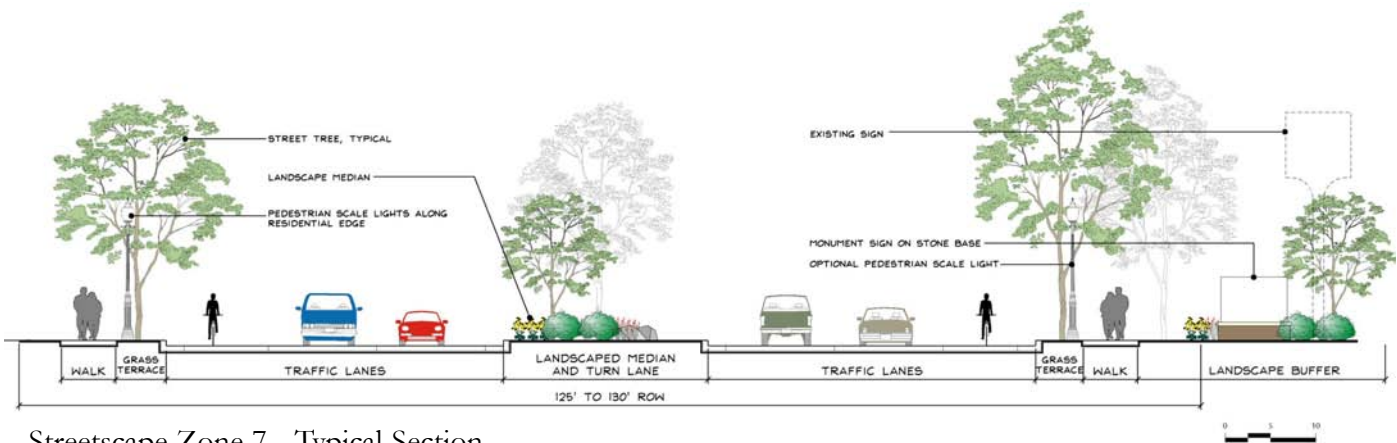 STREET TREE, TYPICAL
LANDSCAPE MEDIAN
PEDESTRIAN SCALE LIGHTS ALONG
RESIDENTIAL EDGE
EXISTING SIGN
MONUMENT SIGN ON STONE BASE
OPTIONAL PEDESTRIAN SCALE LIGHT
WALK
GRASS
TERRACE
TRAFFIC LANES
LANDSCAPED MEDIAN
AND TURN LANE
TRAFFIC LANES
GRASS
TERRACE
WALK
LANDSCAPE BUFFER
125' TO 130' ROW
0 5 10
Streetscape Zone 7 - Typical Section